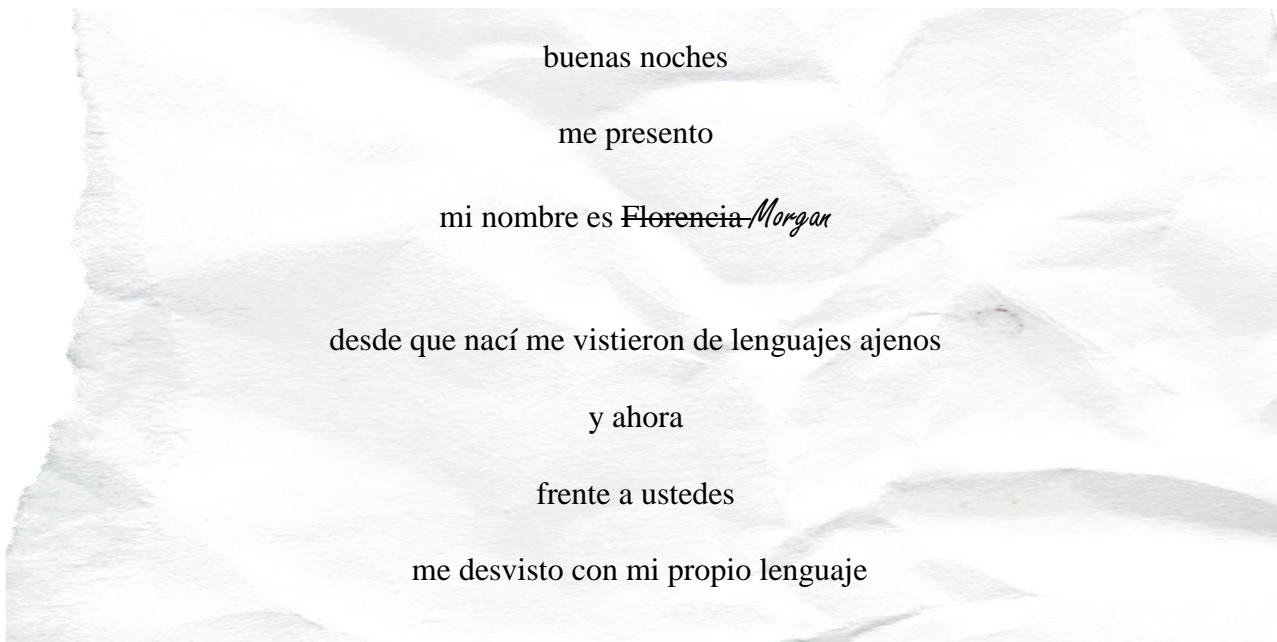 buenas noches
me presento
mi nombre es ~~Florencia~~ Morgan
desde que nací me vistieron de lenguajes ajenos
y ahora
frente a ustedes
me desvisto con mi propio lenguaje